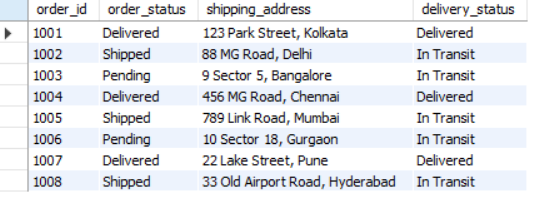 order_id order_status shipping_address delivery_status
1001 Delivered 123 Park Street, Kolkata Delivered
1002 Shipped 88 MG Road, Delhi In Transit
1003 Pending 9 Sector 5, Bangalore In Transit
1004 Delivered 456 MG Road, Chennai Delivered
1005 Shipped 789 Link Road, Mumbai In Transit
1006 Pending 10 Sector 18, Gurgaon In Transit
1007 Delivered 22 Lake Street, Pune Delivered
1008 Shipped 33 Old Airport Road, Hyderabad In Transit